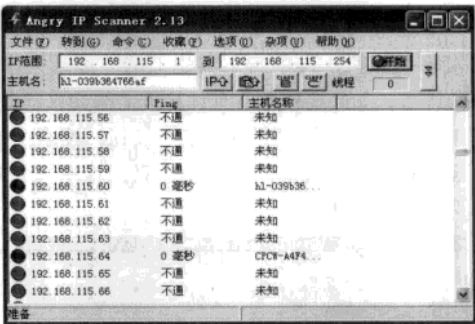 Angry IP Scanner 2.13
文件(F) 转到(G) 命令(C) 收藏(F) 选项(O) 杂项(U) 帮助(H)
IP范围: 192 . 168 . 115 . 1 到 192 . 168 . 115 . 254 开始
主机名: hl-039b364766af IP 线程 0
IP Ping 主机名称
192.168.115.56 不通 未知
192.168.115.57 不通 未知
192.168.115.58 不通 未知
192.168.115.59 不通 未知
192.168.115.60 0 毫秒 hl-039b36...
192.168.115.61 不通 未知
192.168.115.62 不通 未知
192.168.115.63 不通 未知
192.168.115.64 0 毫秒 CPCW-A4F4...
192.168.115.65 不通 未知
192.168.115.66 不通 未知
准备